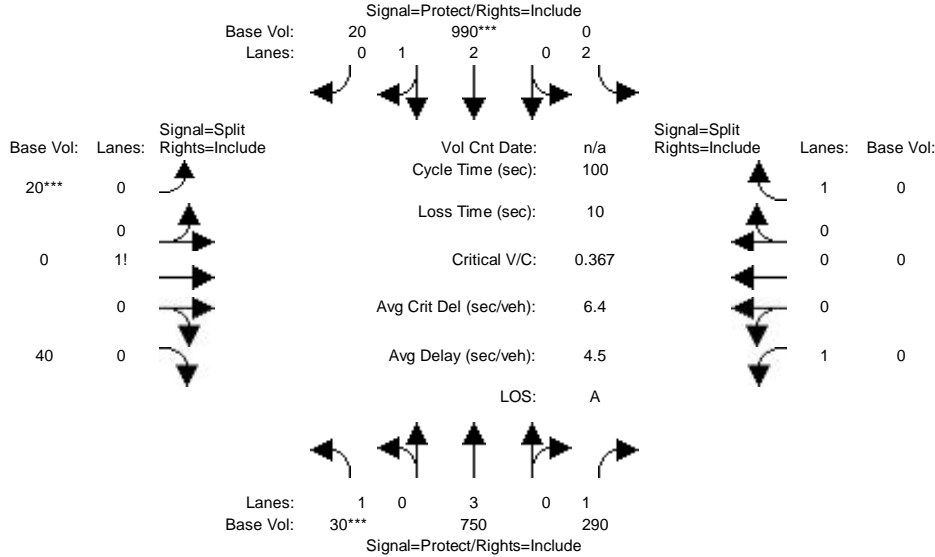 Signal=Protect/Rights=Include
Base Vol: 20 990*** 0
Lanes: 0 1 2 0 2
Signal=Split
Rights=Include
Base Vol: Lanes:
20*** 0
0
0 1!
0
40 0
Vol Cnt Date: n/a
Cycle Time (sec): 100
Loss Time (sec): 10
Critical V/C: 0.367
Avg Crit Del (sec/veh): 6.4
Avg Delay (sec/veh): 4.5
LOS: A
Signal=Split
Rights=Include
Lanes: Base Vol:
1 0
0
0 0
0
1 0
Lanes: 1 0 3 0 1
Base Vol: 30*** 750 290
Signal=Protect/Rights=Include